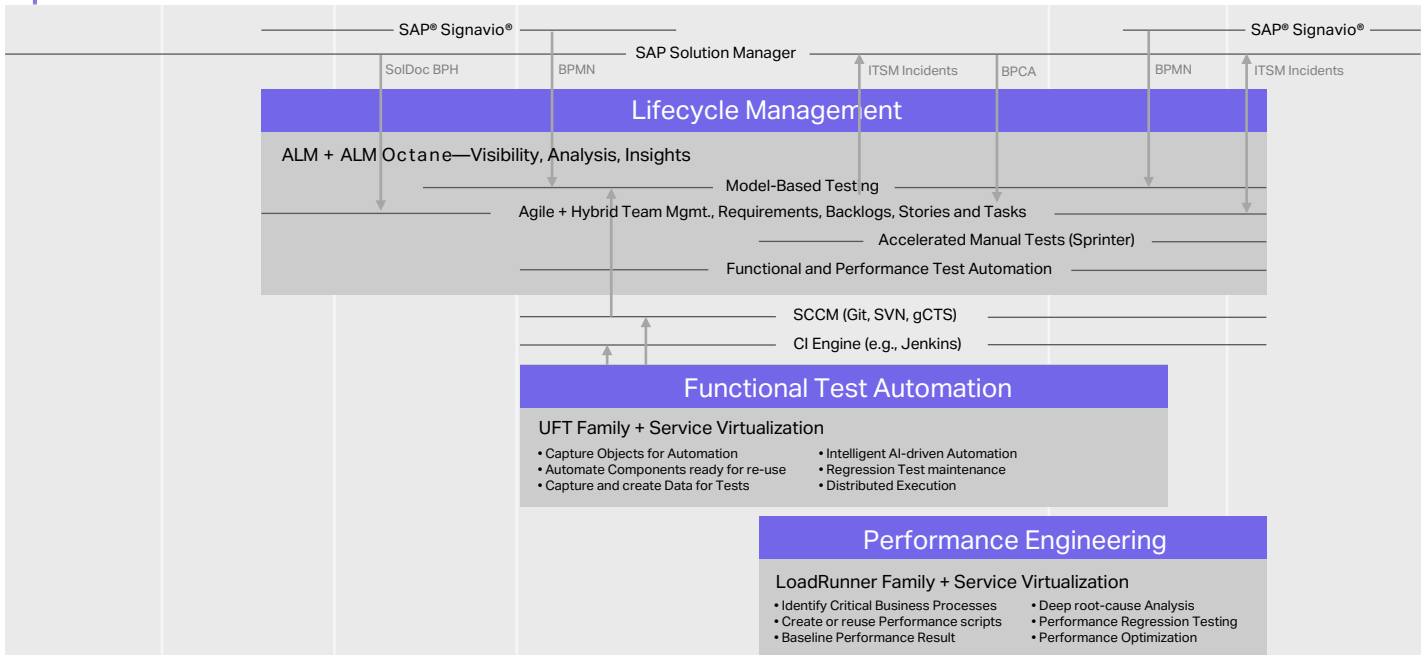 SAP® Signavio®
SAP® Signavio®
SAP Solution Manager
SolDoc BPH
BPMN
ITSM Incidents
BPCA
BPMN
ITSM Incidents
Lifecycle Management
ALM + ALM Octane—Visibility, Analysis, Insights
Model-Based Testing
Agile + Hybrid Team Mgmt., Requirements, Backlogs, Stories and Tasks
Accelerated Manual Tests (Sprinter)
Functional and Performance Test Automation
SCCM (Git, SVN, gCTS)
CI Engine (e.g., Jenkins)
Functional Test Automation
UFT Family + Service Virtualization
• Capture Objects for Automation
• Automate Components ready for re-use
• Capture and create Data for Tests
• Intelligent AI-driven Automation
• Regression Test maintenance
• Distributed Execution
Performance Engineering
LoadRunner Family + Service Virtualization
• Identify Critical Business Processes
• Create or reuse Performance scripts
• Baseline Performance Result
• Deep root-cause Analysis
• Performance Regression Testing
• Performance Optimization